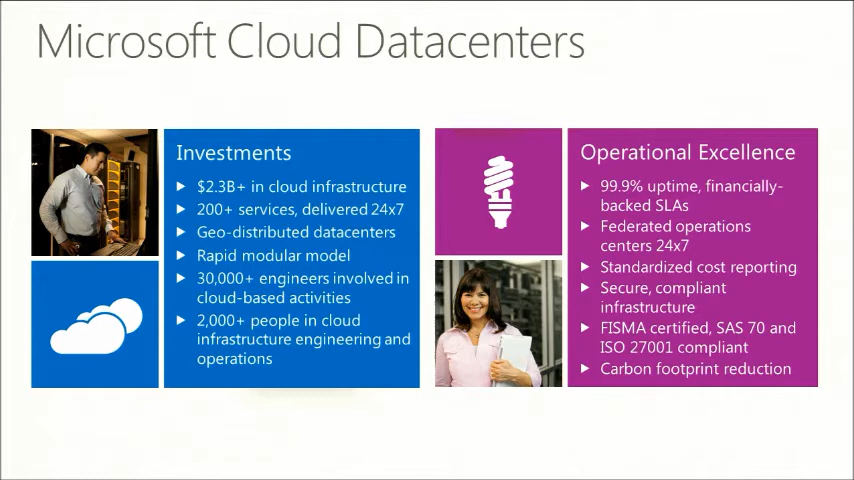 Microsoft Cloud Datacenters
Investments
$2.3B+ in cloud infrastructure
200+ services, delivered 24x7
Geo-distributed datacenters
Rapid modular model
30,000+ engineers involved in
cloud-based activities
2,000+ people in cloud
infrastructure engineering and
operations
Operational Excellence
99.9% uptime, financially-
backed SLAs
Federated operations
centers 24x7
Standardized cost reporting
Secure, compliant
infrastructure
FISMA certified, SAS 70 and
ISO 27001 compliant
Carbon footprint reduction